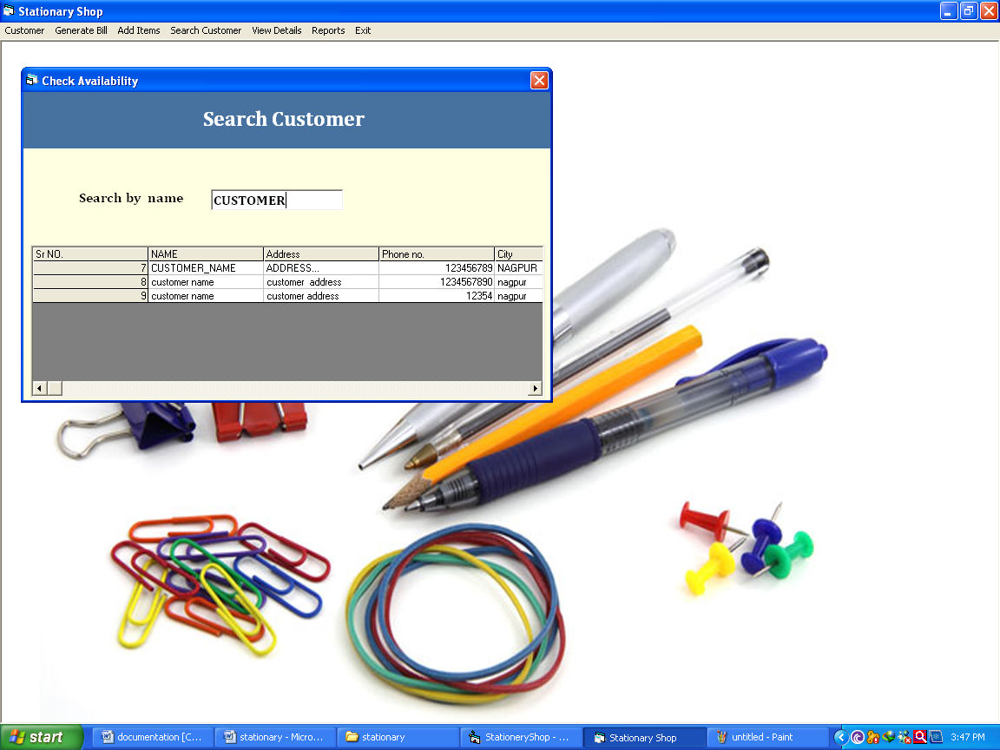 Stationary Shop
Customer Generate Bill Add Items Search Customer View Details Reports Exit
Check Availability
Search Customer
Search by name CUSTOMER
Sr NO. NAME Address Phone no. City
7 CUSTOMER_NAME ADDRESS... 123456789 NAGPUR
8 customer name customer address 1234567890 nagpur
9 customer name customer address 12354 nagpur
start documentation [C... stationary - Micro... stationary StationeryShop - ... Stationary Shop untitled - Paint 3:47 PM